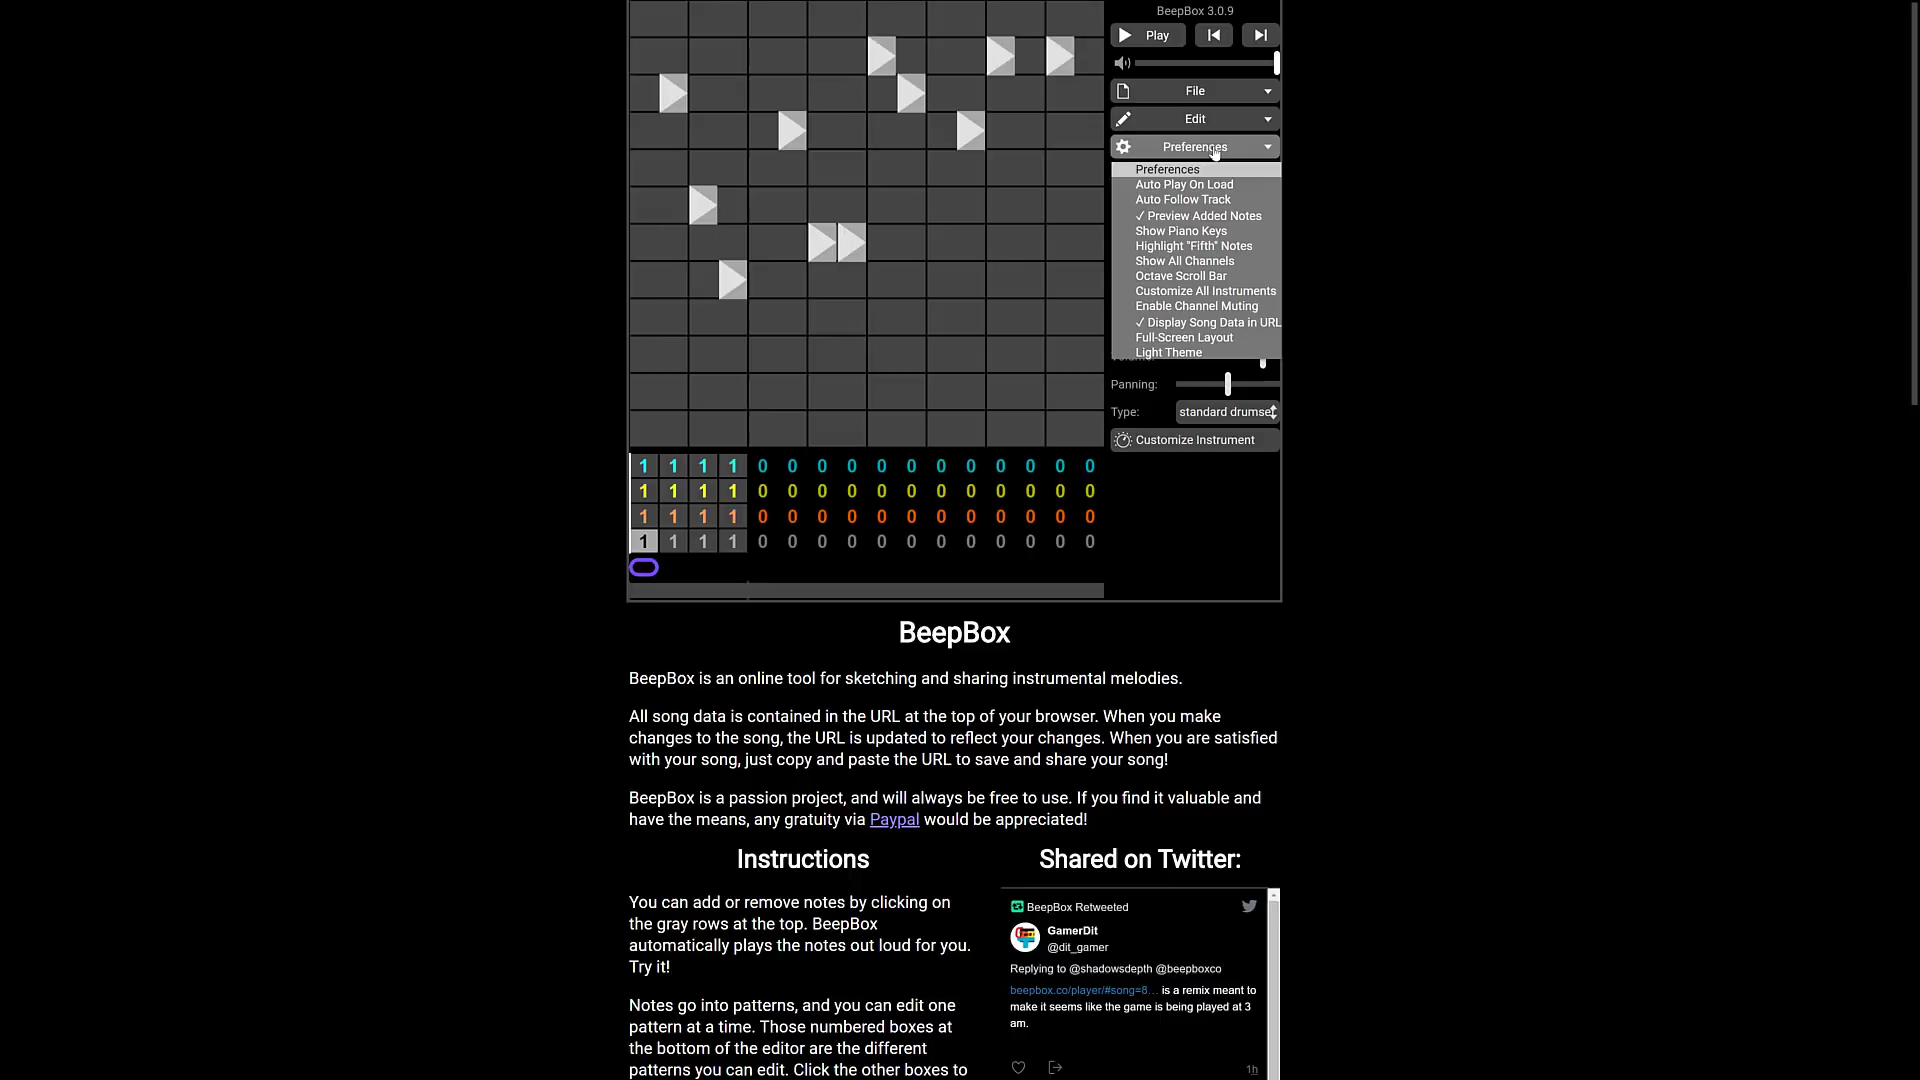 BeepBox 3.0.9
Play
File
Edit
Preferences
Preferences
Auto Play On Load
Auto Follow Track
✓ Preview Added Notes
Show Piano Keys
Highlight "Fifth" Notes
Show All Channels
Octave Scroll Bar
Customize All Instruments
Enable Channel Muting
✓ Display Song Data in URL
Full-Screen Layout
Light Theme
Panning:
Type: standard drumset
Customize Instrument
1 1 1 1 0 0 0 0 0 0 0 0 0 0 0 0
1 1 1 1 0 0 0 0 0 0 0 0 0 0 0 0
1 1 1 1 0 0 0 0 0 0 0 0 0 0 0 0
1 1 1 1 0 0 0 0 0 0 0 0 0 0 0 0
BeepBox
BeepBox is an online tool for sketching and sharing instrumental melodies.
All song data is contained in the URL at the top of your browser. When you make
changes to the song, the URL is updated to reflect your changes. When you are satisfied
with your song, just copy and paste the URL to save and share your song!
BeepBox is a passion project, and will always be free to use. If you find it valuable and
have the means, any gratuity via Paypal would be appreciated!
Instructions
You can add or remove notes by clicking on
the gray rows at the top. BeepBox
automatically plays the notes out loud for you.
Try it!
Notes go into patterns, and you can edit one
pattern at a time. Those numbered boxes at
the bottom of the editor are the different
patterns you can edit. Click the other boxes to
Shared on Twitter:
BeepBox Retweeted
GamerDit
@dit_gamer
Replying to @shadowsdepth @beepboxco
beepbox.co/player/#song=8... is a remix meant to
make it seems like the game is being played at 3
am.
1h